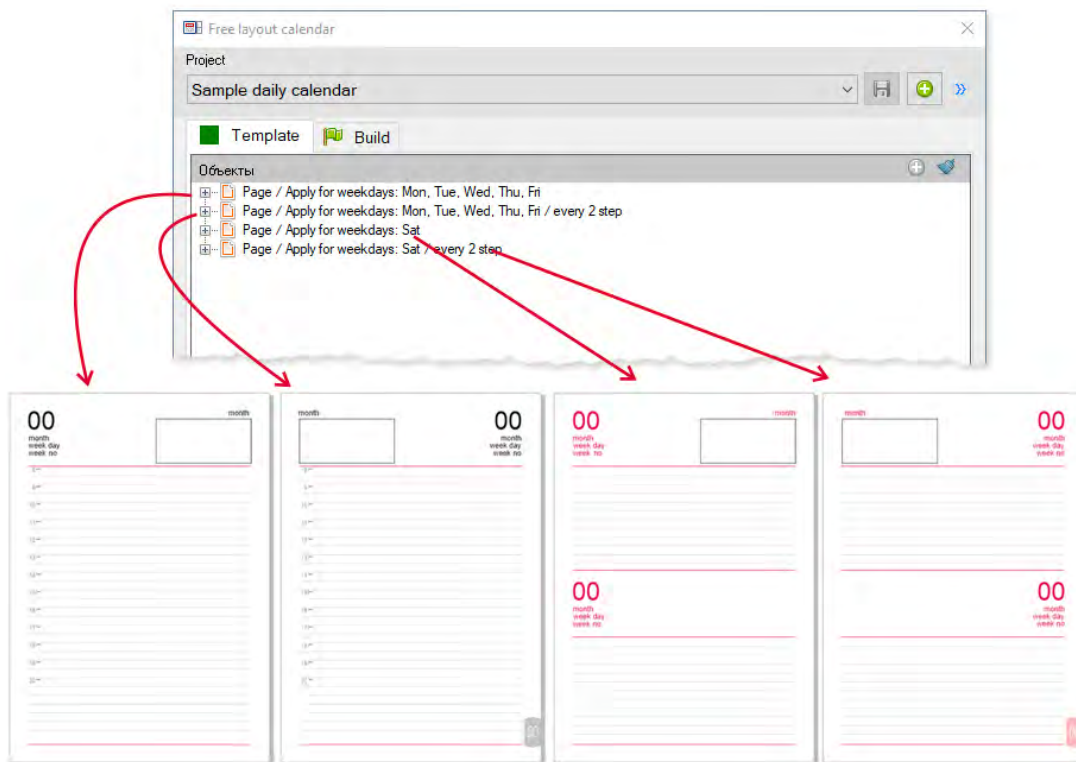 Free layout calendar
Project
Sample daily calendar
Template
Build
Объекты
Page / Apply for weekdays: Mon, Tue, Wed, Thu, Fri
Page / Apply for weekdays: Mon, Tue, Wed, Thu, Fri / every 2 step
Page / Apply for weekdays: Sat
Page / Apply for weekdays: Sat / every 2 step
00
month
month
week day
week no
month
00
month
week day
week no
00
month
month
week day
week no
00
month
week day
week no
month
00
month
week day
week no
00
month
week day
week no